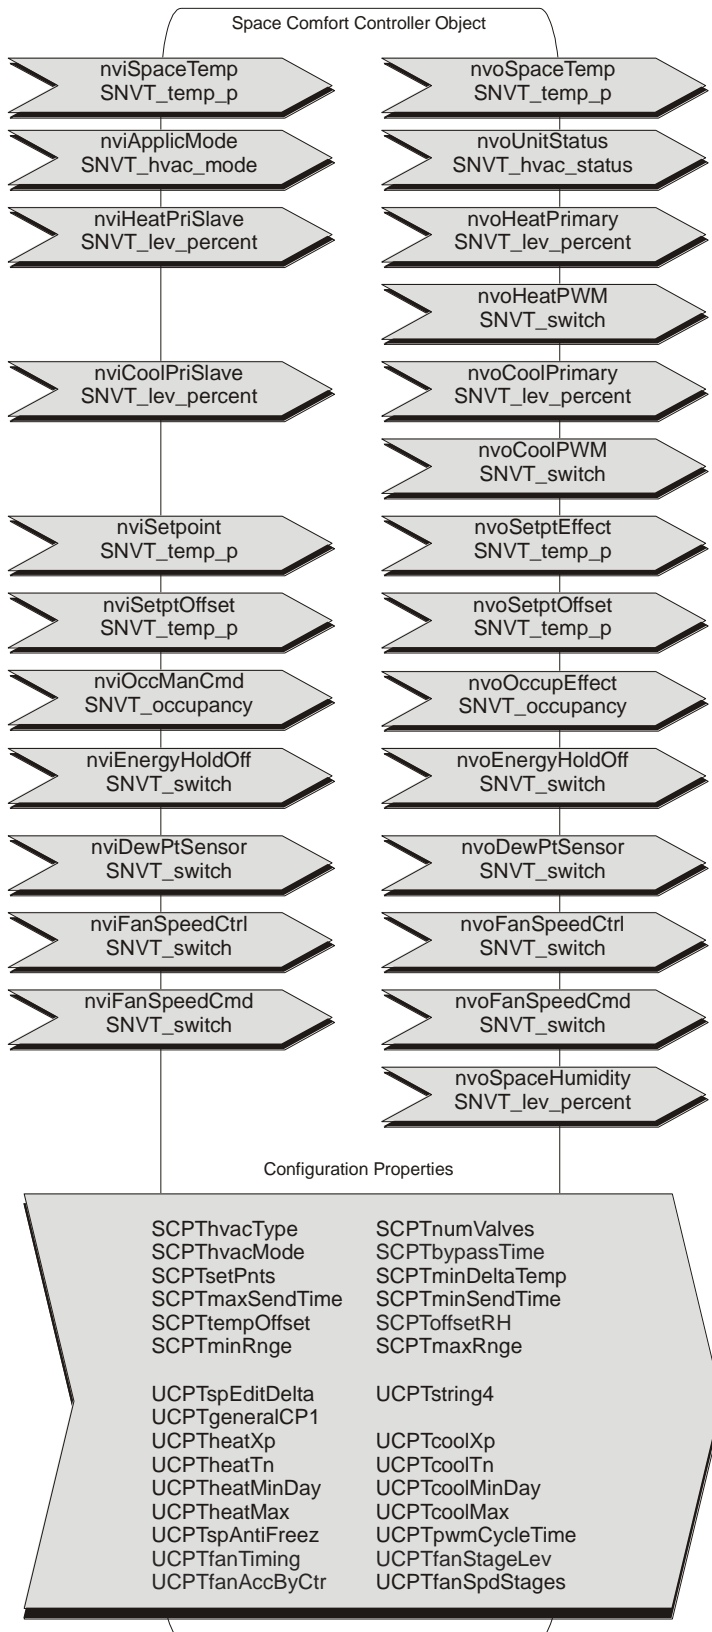 Space Comfort Controller Object
nviSpaceTemp
SNVT_temp_p
nvoSpaceTemp
SNVT_temp_p
nviApplicMode
SNVT_hvac_mode
nvoUnitStatus
SNVT_hvac_status
nviHeatPriSlave
SNVT_lev_percent
nvoHeatPrimary
SNVT_lev_percent
nvoHeatPWM
SNVT_switch
nviCoolPriSlave
SNVT_lev_percent
nvoCoolPrimary
SNVT_lev_percent
nvoCoolPWM
SNVT_switch
nviSetpoint
SNVT_temp_p
nvoSetptEffect
SNVT_temp_p
nviSetptOffset
SNVT_temp_p
nvoSetptOffset
SNVT_temp_p
nviOccManCmd
SNVT_occupancy
nvoOccupEffect
SNVT_occupancy
nviEnergyHoldOff
SNVT_switch
nvoEnergyHoldOff
SNVT_switch
nviDewPtSensor
SNVT_switch
nvoDewPtSensor
SNVT_switch
nviFanSpeedCtrl
SNVT_switch
nvoFanSpeedCtrl
SNVT_switch
nviFanSpeedCmd
SNVT_switch
nvoFanSpeedCmd
SNVT_switch
nvoSpaceHumidity
SNVT_lev_percent
Configuration Properties
SCPThvacType SCPTnumValves
SCPThvacMode SCPTbypassTime
SCPTsetPnts SCPTminDeltaTemp
SCPTmaxSendTime SCPTminSendTime
SCPTtempOffset SCPToffsetRH
SCPTminRnge SCPTmaxRnge
UCPTspEditDelta UCPTstring4
UCPTgeneralCP1
UCPTheatXp UCPTcoolXp
UCPTheatTn UCPTcoolTn
UCPTheatMinDay UCPTcoolMinDay
UCPTheatMax UCPTcoolMax
UCPTspAntiFreez UCPTpwmCycleTime
UCPTfanTiming UCPTfanStageLev
UCPTfanAccByCtr UCPTfanSpdStages